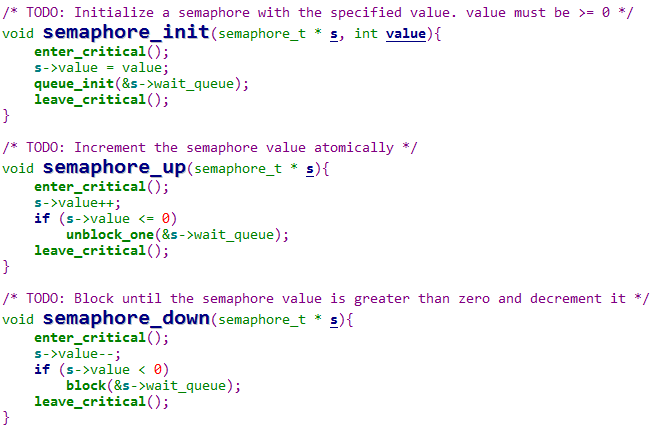 /* TODO: Initialize a semaphore with the specified value. value must be >= 0 */
void semaphore_init(semaphore_t * s, int value){
    enter_critical();
    s->value = value;
    queue_init(&s->wait_queue);
    leave_critical();
}

/* TODO: Increment the semaphore value atomically */
void semaphore_up(semaphore_t * s){
    enter_critical();
    s->value++;
    if (s->value <= 0)
        unblock_one(&s->wait_queue);
    leave_critical();
}

/* TODO: Block until the semaphore value is greater than zero and decrement it */
void semaphore_down(semaphore_t * s){
    enter_critical();
    s->value--;
    if (s->value < 0)
        block(&s->wait_queue);
    leave_critical();
}